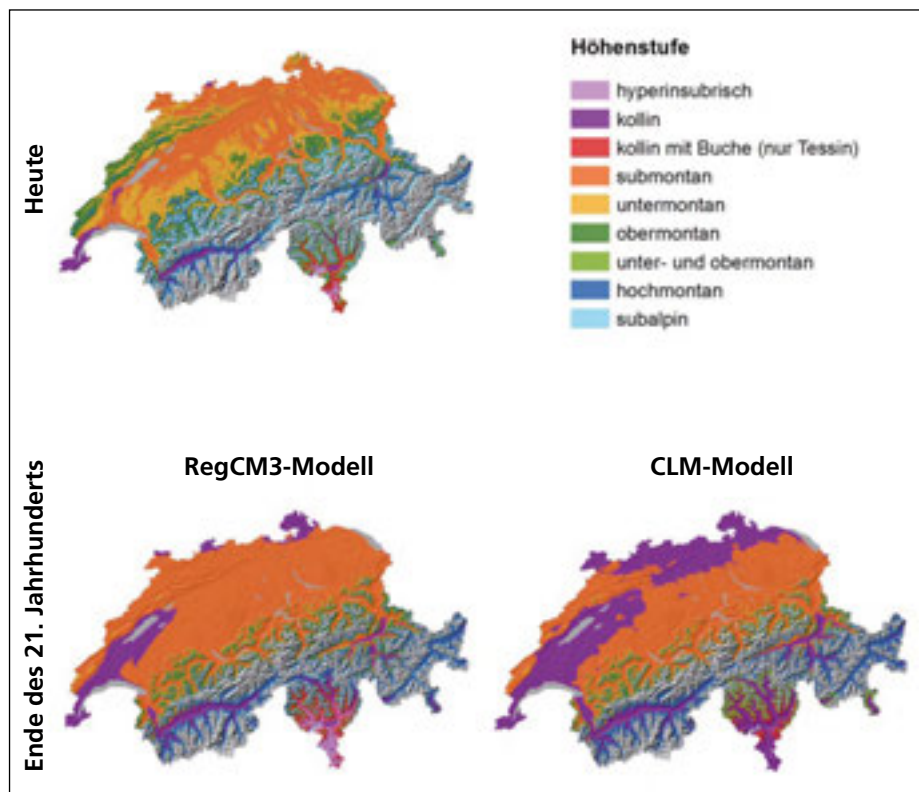 Heute
Höhenstufe
hyperinsubrisch
kollin
kollin mit Buche (nur Tessin)
submontan
untermontan
obermontan
unter- und obermontan
hochmontan
subalpin
Ende des 21. Jahrhunderts
RegCM3-Modell
CLM-Modell